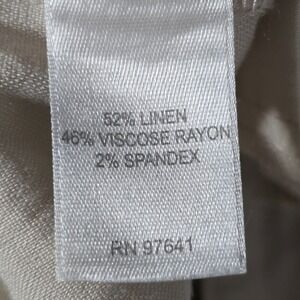 52% LINEN
46% VISCOSE RAYON
2% SPANDEX
RN 97641